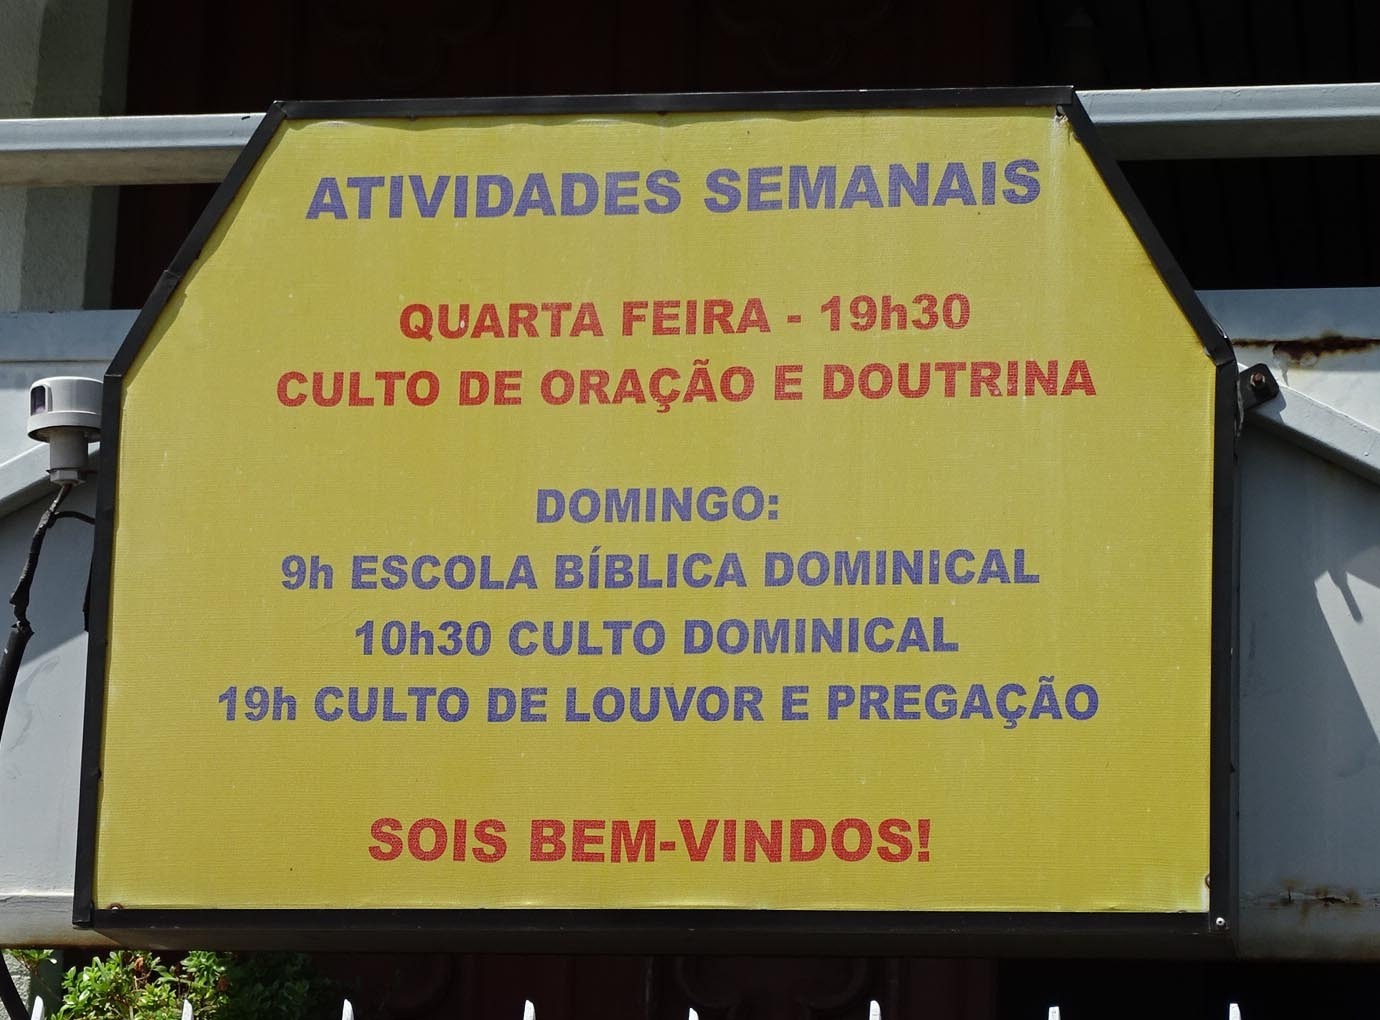 ATIVIDADES SEMANAIS
QUARTA FEIRA - 19h30
CULTO DE ORAÇÃO E DOUTRINA
DOMINGO:
9h ESCOLA BÍBLICA DOMINICAL
10h30 CULTO DOMINICAL
19h CULTO DE LOUVOR E PREGAÇÃO
SOIS BEM-VINDOS!